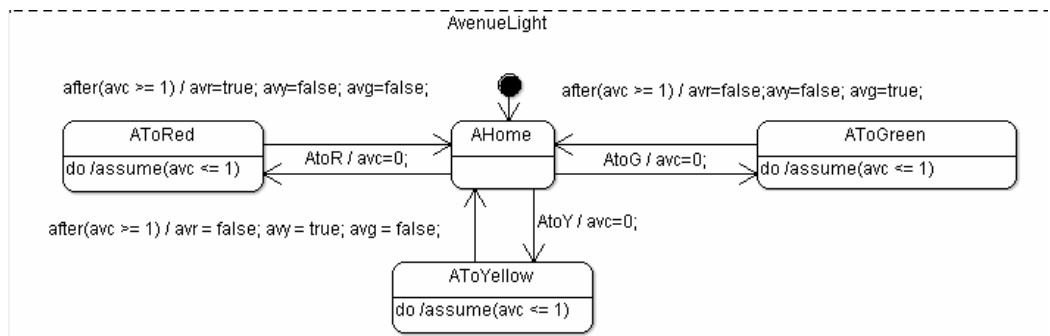 AvenueLight
after(avc >= 1) / avr=true; avy=false; avg=false;
after(avc >= 1) / avr=false;avy=false; avg=true;
AToRed
do /assume(avc <= 1)
AtoR / avc=0;
AHome
AtoG / avc=0;
AToGreen
do /assume(avc <= 1)
after(avc >= 1) / avr = false; avy = true; avg = false;
AtoY / avc=0;
AToYellow
do /assume(avc <= 1)